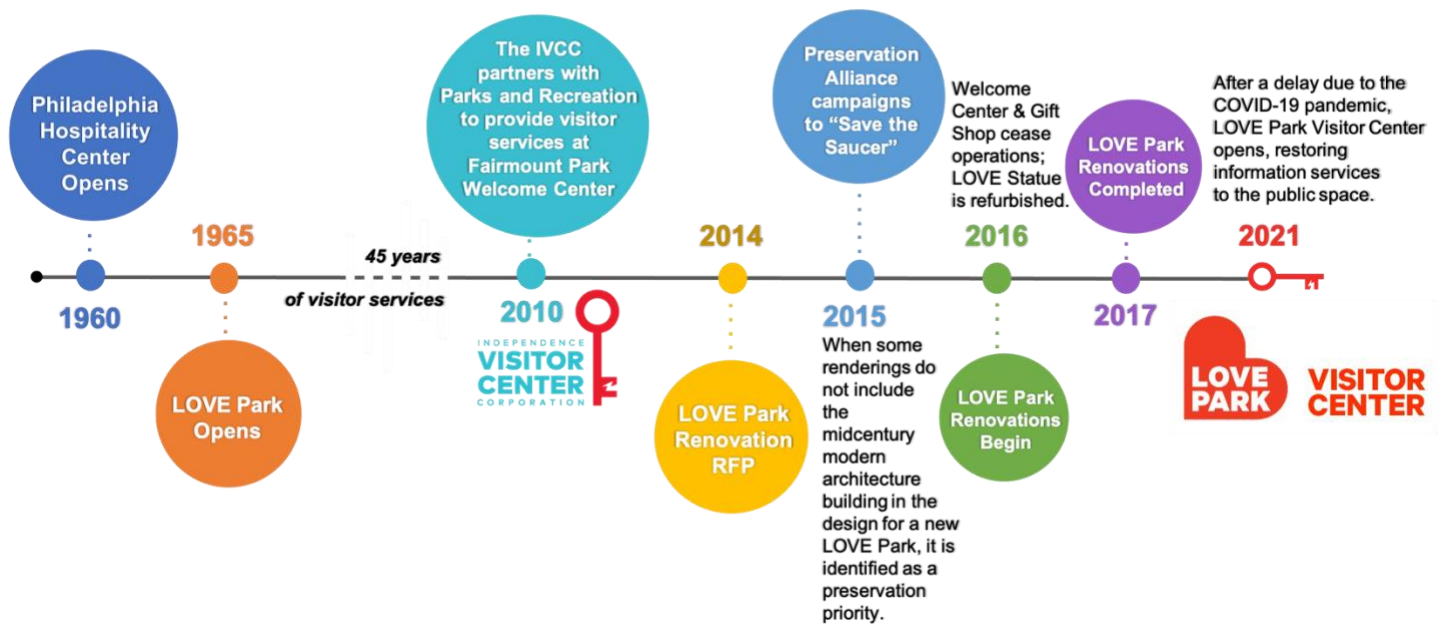 Philadelphia
Hospitality
Center
Opens
1960
1965
LOVE Park
Opens
45 years
of visitor services
The IVCC
partners with
Parks and Recreation
to provide visitor
services at
Fairmount Park
Welcome Center
2010
INDEPENDENCE
VISITOR
CENTER
CORPORATION
2014
LOVE Park
Renovation
RFP
Preservation
Alliance
campaigns
to “Save the
Saucer”
2015
When some
renderings do
not include
the
midcentury
modern
architecture
building in the
design for a new
LOVE Park, it is
identified as a
preservation
priority.
Welcome
Center & Gift
Shop cease
operations;
LOVE Statue
is refurbished.
2016
LOVE Park
Renovations
Begin
LOVE Park
Renovations
Completed
2017
After a delay due to the
COVID-19 pandemic,
LOVE Park Visitor Center
opens, restoring
information services
to the public space.
2021
LOVE
PARK
VISITOR
CENTER